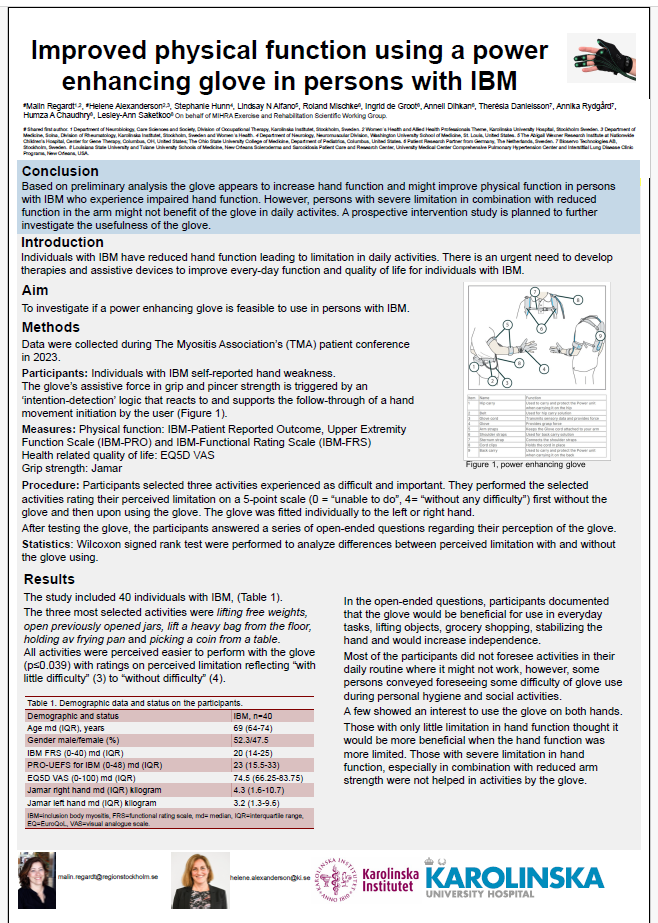 Improved physical function using a power
enhancing glove in persons with IBM
#Malin Regardt1,2, #Helene Alexanderson2,3, Stephanie Hunn4, Lindsay N Alfano5, Roland Mischke6, Ingrid de Groot6, Anneli Dihkan6, Therésia Danielsson7, Annika Rydgård7,
Humza A Chaudhry8, Lesley-Ann Saketkoo8 On behalf of MIHRA Exercise and Rehabilitation Scientific Working Group.
# Shared first author. 1 Department of Neurobiology, Care Sciences and Society, Division of Occupational Therapy, Karolinska Institutet, Stockholm, Sweden. 2 Women's Health and Allied Health Professionals Theme, Karolinska University Hospital, Stockholm Sweden. 3 Department of
Medicine, Solna, Division of Rheumatology, Karolinska Institutet, Stockholm, Sweden and Women's Health. 4 Department of Neurology, Neuromuscular Division, Washington University School of Medicine, St. Louis, United States. 5 The Abigail Wexner Research Institute at Nationwide
Children's Hospital, Center for Gene Therapy, Columbus, OH, United States; The Ohio State University College of Medicine, Department of Pediatrics, Columbus, United States. 6 Patient Research Partner from Germany, The Netherlands, Sweden. 7 Bioservo Technologies AB,
Stockholm, Sweden. 8 Louisiana State University and Tulane University Schools of Medicine, New Orleans Scleroderma and Sarcoidosis Patient Care and Research Center, University Medical Center Comprehensive Pulmonary Hypertension Center and Interstitial Lung Disease Clinic
Programs, New Orleans, USA.
Conclusion
Based on preliminary analysis the glove appears to increase hand function and might improve physical function in persons
with IBM who experience impaired hand function. However, persons with severe limitation in combination with reduced
function in the arm might not benefit of the glove in daily activites. A prospective intervention study is planned to further
investigate the usefulness of the glove.
Introduction
Individuals with IBM have reduced hand function leading to limitation in daily activities. There is an urgent need to develop
therapies and assistive devices to improve every-day function and quality of life for individuals with IBM.
Aim
To investigate if a power enhancing glove is feasible to use in persons with IBM.
Methods
Data were collected during The Myositis Association's (TMA) patient conference
in 2023.
Participants: Individuals with IBM self-reported hand weakness.
The glove's assistive force in grip and pincer strength is triggered by an
'intention-detection' logic that reacts to and supports the follow-through of a hand
movement initiation by the user (Figure 1).
Measures: Physical function: IBM-Patient Reported Outcome, Upper Extremity
Function Scale (IBM-PRO) and IBM-Functional Rating Scale (IBM-FRS)
Health related quality of life: EQ5D VAS
Grip strength: Jamar
7
8
6
5
9
8
4
1
2
3
Item Name Function
1 Hip carry Used to carry and protect the Power unit
when carrying it on the hip
2 Belt Used for hip carry solution
3 Glove cord Transmits sensory data and provides force
4 Glove Provides grasp force
5 Arm straps Keeps the Glove cord attached to your arm
6 Shoulder straps Used for back carry solution
7 Sternum strap Connects the shoulder straps
8 Cord clips Holds the cord in place
9 Back carry Used to carry and protect the Power unit
when carrying it on the back
Figure 1, power enhancing glove
Procedure: Participants selected three activities experienced as difficult and important. They performed the selected
activities rating their perceived limitation on a 5-point scale (0 = "unable to do", 4= "without any difficulty") first without the
glove and then upon using the glove. The glove was fitted individually to the left or right hand.
After testing the glove, the participants answered a series of open-ended questions regarding their perception of the glove.
Statistics: Wilcoxon signed rank test were performed to analyze differences between perceived limitation with and without
the glove using.
Results
The study included 40 individuals with IBM, (Table 1).
The three most selected activities were lifting free weights,
open previously opened jars, lift a heavy bag from the floor,
holding av frying pan and picking a coin from a table.
All activities were perceived easier to perform with the glove
(p≤0.039) with ratings on perceived limitation reflecting "with
little difficulty" (3) to "without difficulty" (4).
Table 1. Demographic data and status on the participants.
Demographic and status IBM, n=40
Age md (IQR), years 69 (64-74)
Gender male/female (%) 52.3/47.5
IBM FRS (0-40) md (IQR) 20 (14-25)
PRO-UEFS for IBM (0-48) md (IQR) 23 (15.5-33)
EQ5D VAS (0-100) md (IQR) 74.5 (66.25-83.75)
Jamar right hand md (IQR) kilogram 4.3 (1.6-10.7)
Jamar left hand md (IQR) kilogram 3.2 (1.3-9.6)
IBM=inclusion body myositis, FRS=functional rating scale, md= median, IQR=interquartile range,
EQ=EuroQoL, VAS=visual analogue scale.
In the open-ended questions, participants documented
that the glove would be beneficial for use in everyday
tasks, lifting objects, grocery shopping, stabilizing the
hand and would increase independence.
Most of the participants did not foresee activities in their
daily routine where it might not work, however, some
persons conveyed foreseeing some difficulty of glove use
during personal hygiene and social activities.
A few showed an interest to use the glove on both hands.
Those with only little limitation in hand function thought it
would be more beneficial when the hand function was
more limited. Those with severe limitation in hand
function, especially in combination with reduced arm
strength were not helped in activities by the glove.
malin.regardt@regionstockholm.se
helene.alexanderson@ki.se
KAROLINSKA INSTITUTET
ANNO 1810
Karolinska
Institutet
KAROLINSKA
UNIVERSITY HOSPITAL